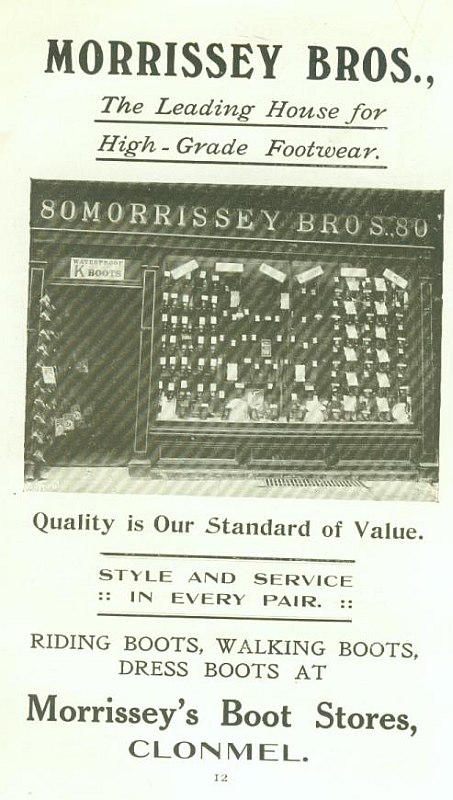 MORRISSEY BROS.,
The Leading House for
High-Grade Footwear.
80 MORRISSEY BRO'S. 80
WATERPROOF
K BOOTS
Quality is Our Standard of Value.
STYLE AND SERVICE
:: IN EVERY PAIR. ::
RIDING BOOTS, WALKING BOOTS,
DRESS BOOTS AT
Morrissey's Boot Stores,
CLONMEL.
12